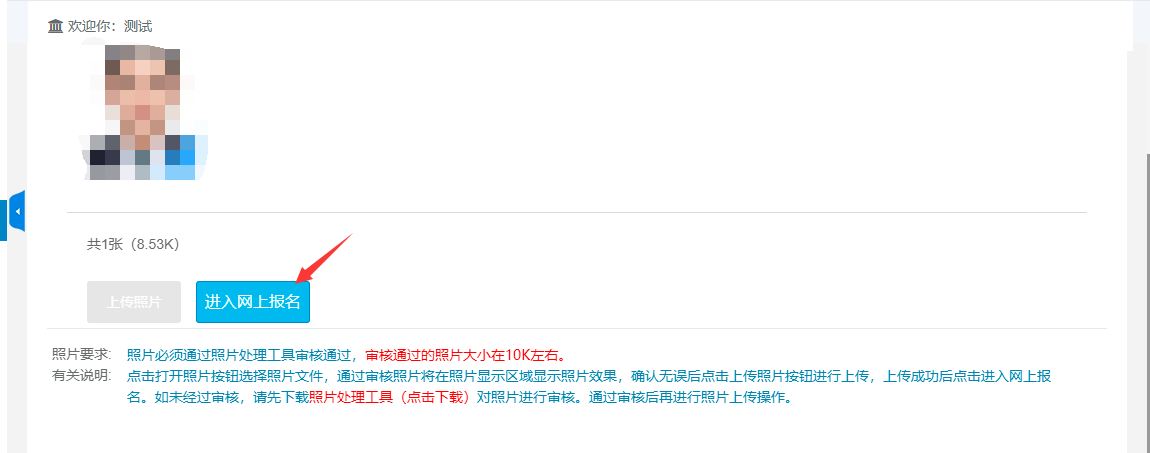 欢迎你：测试
共1张（8.53K）
上传照片 进入网上报名
照片要求: 照片必须通过照片处理工具审核通过，审核通过的照片大小在10K左右。
有关说明: 点击打开照片按钮选择照片文件，通过审核照片将在照片显示区域显示照片效果，确认无误后点击上传照片按钮进行上传，上传成功后点击进入网上报
名。如未经过审核，请先下载照片处理工具（点击下载）对照片进行审核。通过审核后再进行照片上传操作。